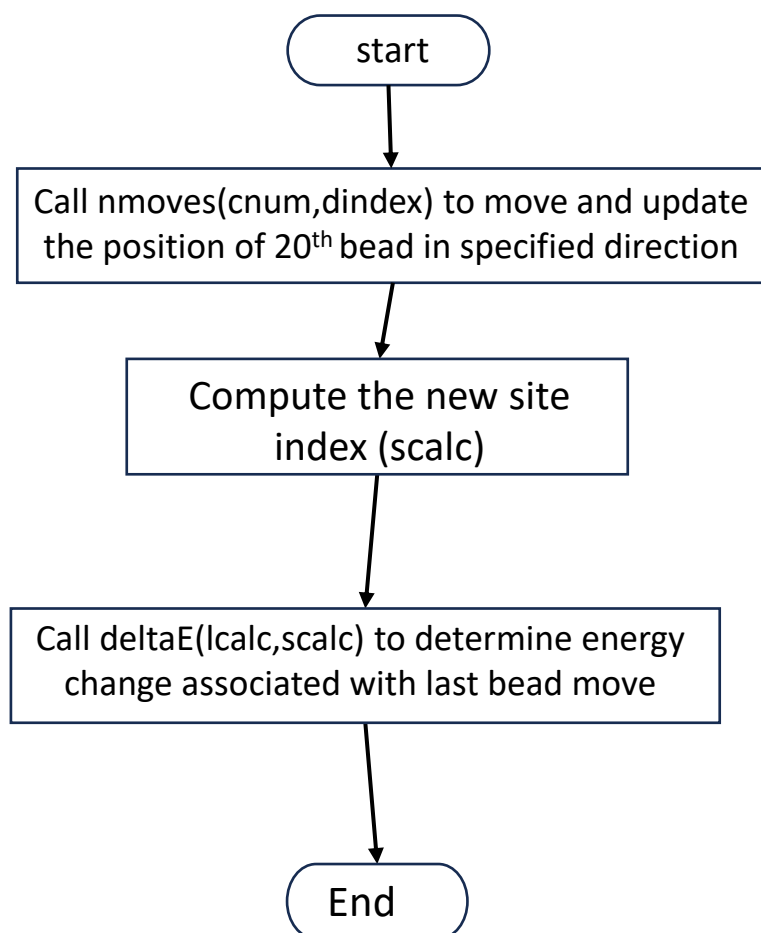 start
Call nmoves(cnum,dindex) to move and update
the position of 20th bead in specified direction
Compute the new site
index (scalc)
Call deltaE(lcalc,scalc) to determine energy
change associated with last bead move
End